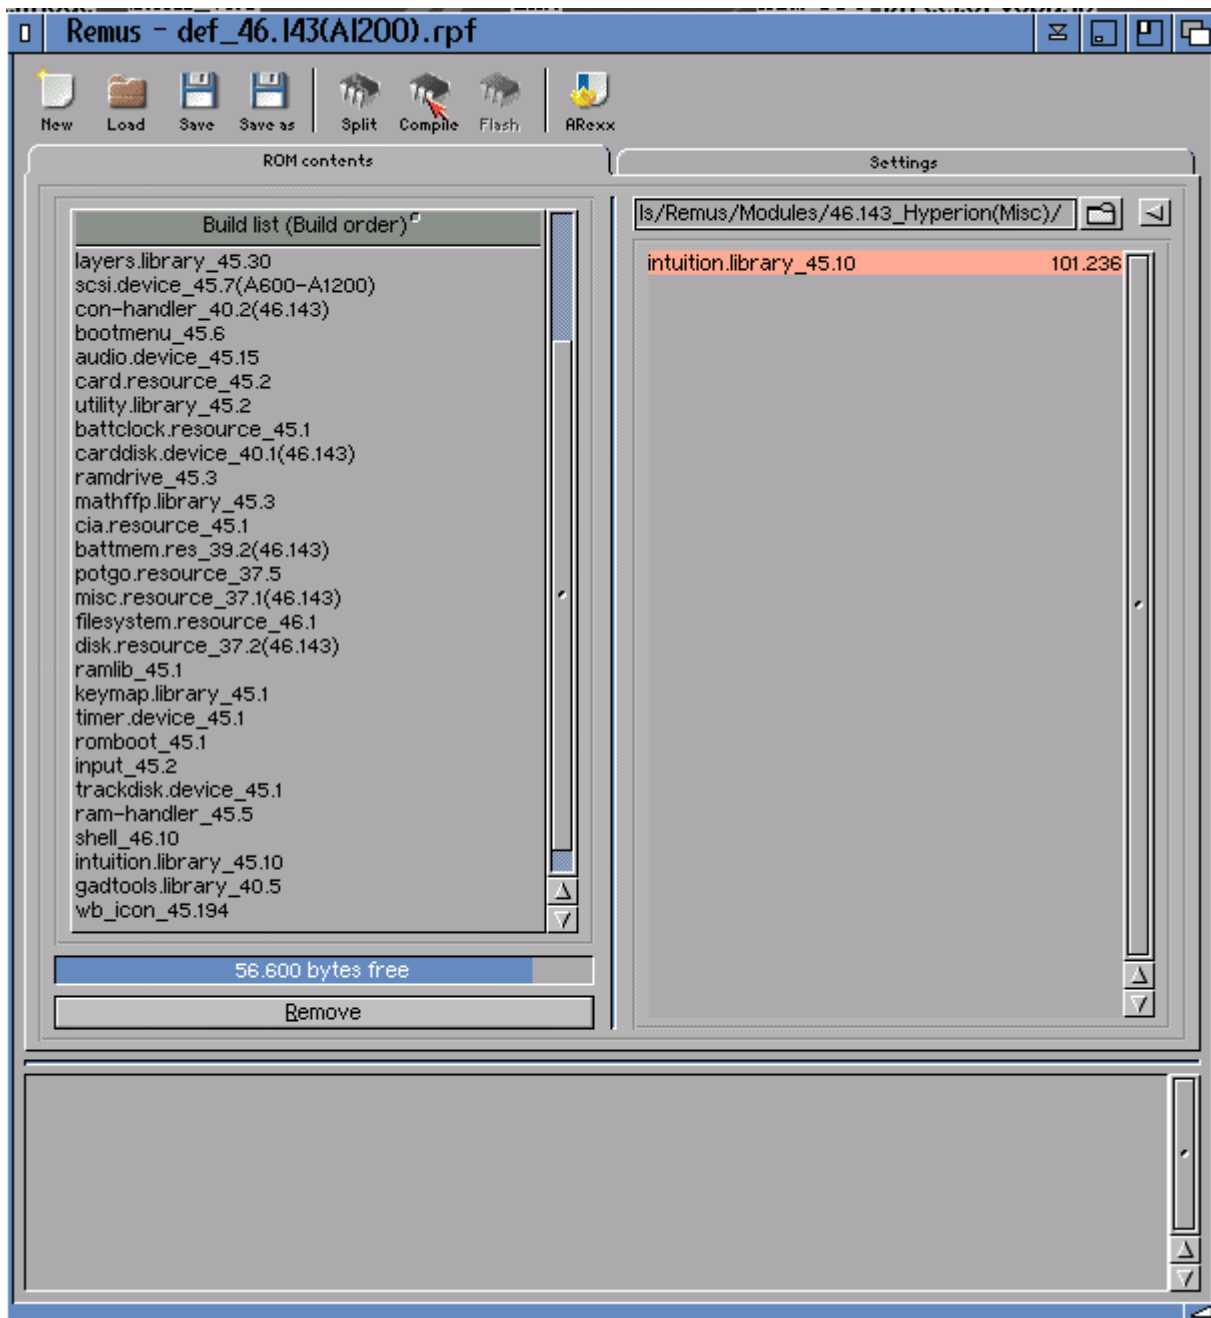 Remus - def_46.143(A1200).rpf
New Load Save Save as Split Compile Flash ARexx
ROM contents Settings
Build list (Build order)
ls/Remus/Modules/46.143_Hyperion(Misc)/
intuition.library_45.10 101.236
layers.library_45.30
scsi.device_45.7(A600-A1200)
con-handler_40.2(46.143)
bootmenu_45.6
audio.device_45.15
card.resource_45.2
utility.library_45.2
battclock.resource_45.1
carddisk.device_40.1(46.143)
ramdrive_45.3
mathffp.library_45.3
cia.resource_45.1
battmem.res_39.2(46.143)
potgo.resource_37.5
misc.resource_37.1(46.143)
filesystem.resource_46.1
disk.resource_37.2(46.143)
ramlib_45.1
keymap.library_45.1
timer.device_45.1
romboot_45.1
input_45.2
trackdisk.device_45.1
ram-handler_45.5
shell_46.10
intuition.library_45.10
gadtools.library_40.5
wb_icon_45.194
56.600 bytes free
Remove